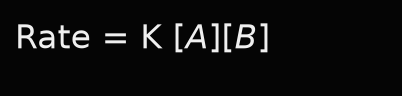 Rate = K [A][B]